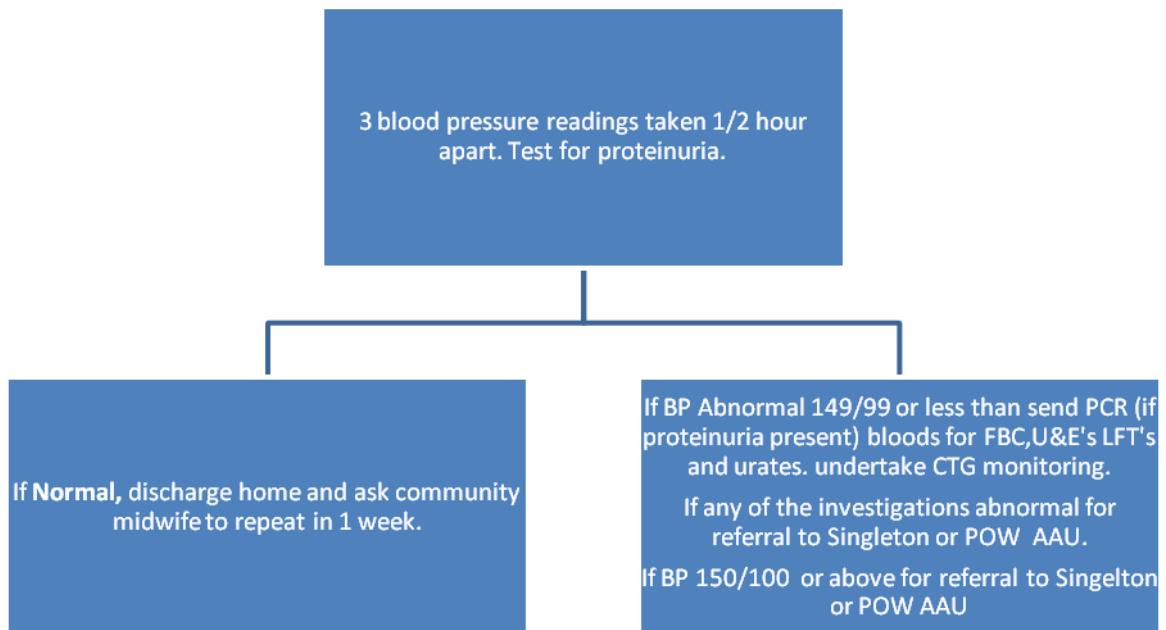 3 blood pressure readings taken 1/2 hour
apart. Test for proteinuria.
If Normal, discharge home and ask community
midwife to repeat in 1 week.
If BP Abnormal 149/99 or less than send PCR (if
proteinuria present) bloods for FBC,U&E's LFT's
and urates. undertake CTG monitoring.
If any of the investigations abnormal for
referral to Singleton or POW AAU.
If BP 150/100 or above for referral to Singelton
or POW AAU